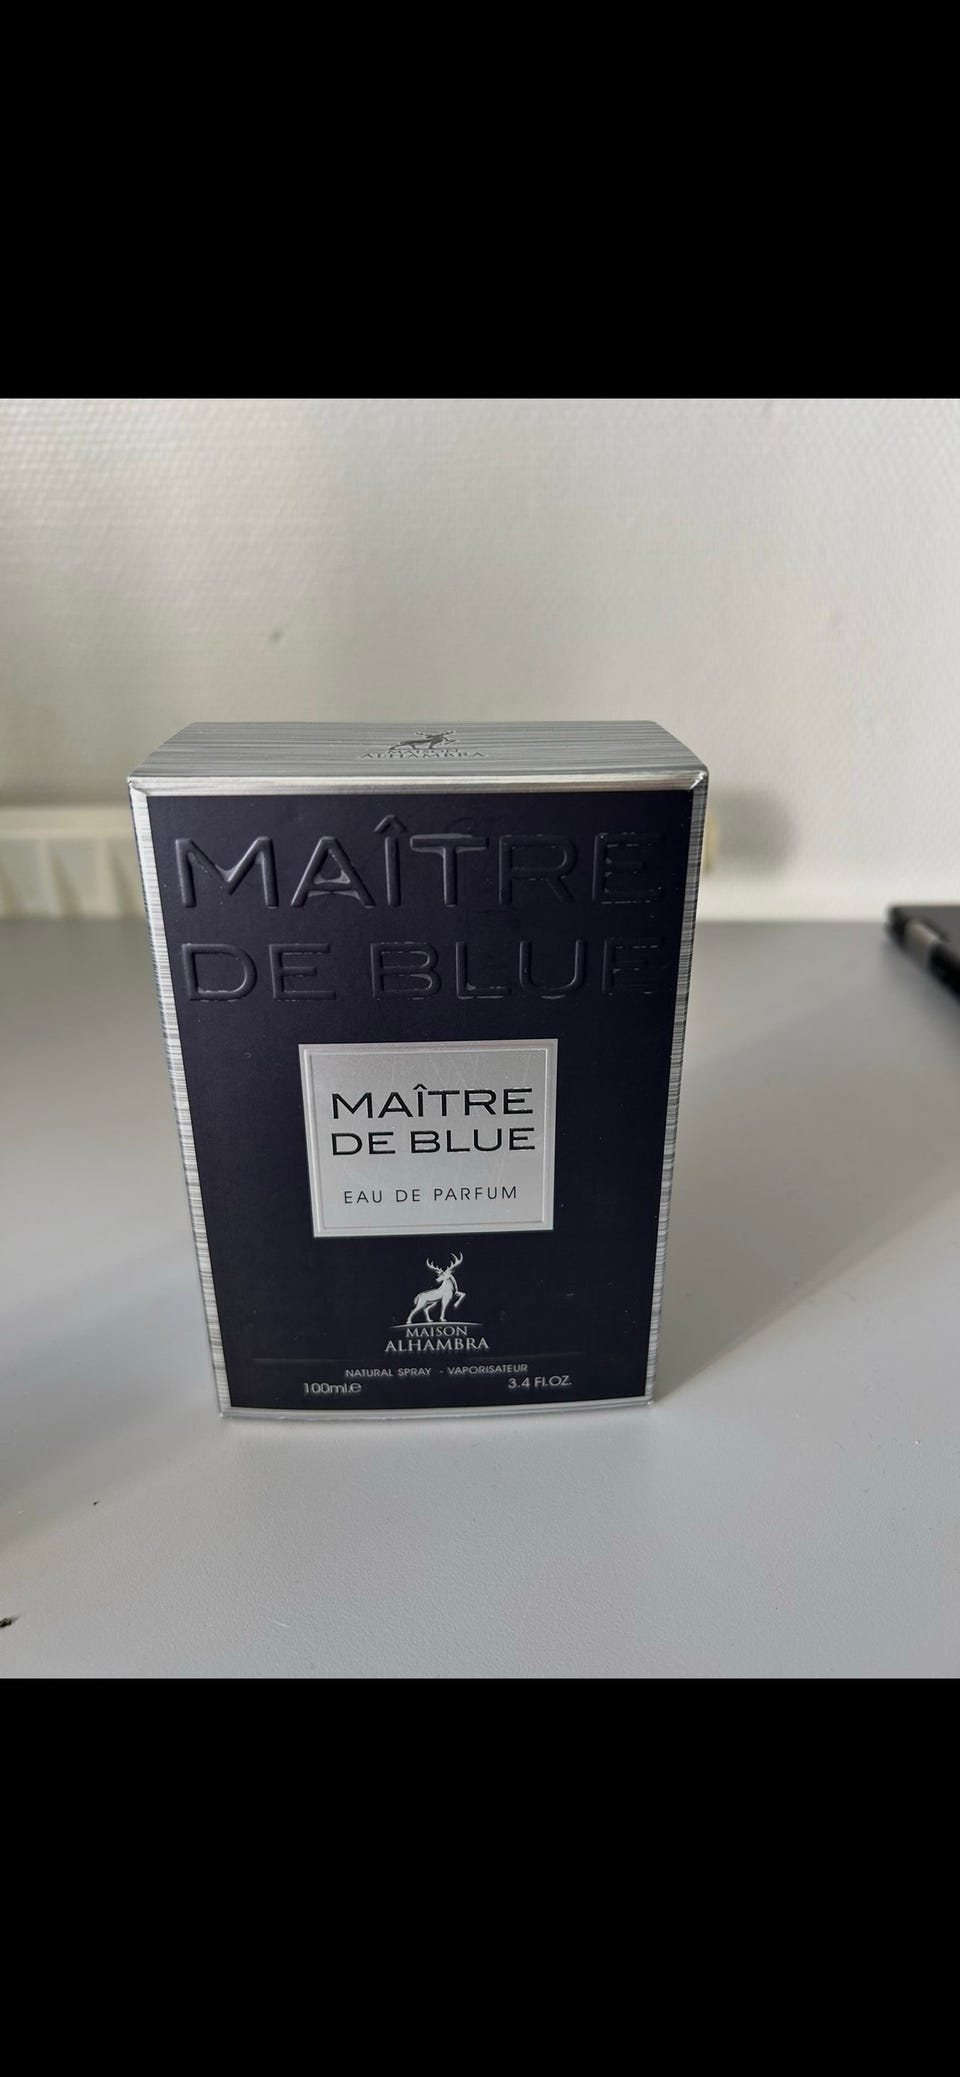 MAISON
ALHAMBRA
MAÎTRE
DE BLUE
MAÎTRE
DE BLUE
EAU DE PARFUM
MAISON
ALHAMBRA
NATURAL SPRAY - VAPORISATEUR
100ml.e 3.4 Fl.OZ.